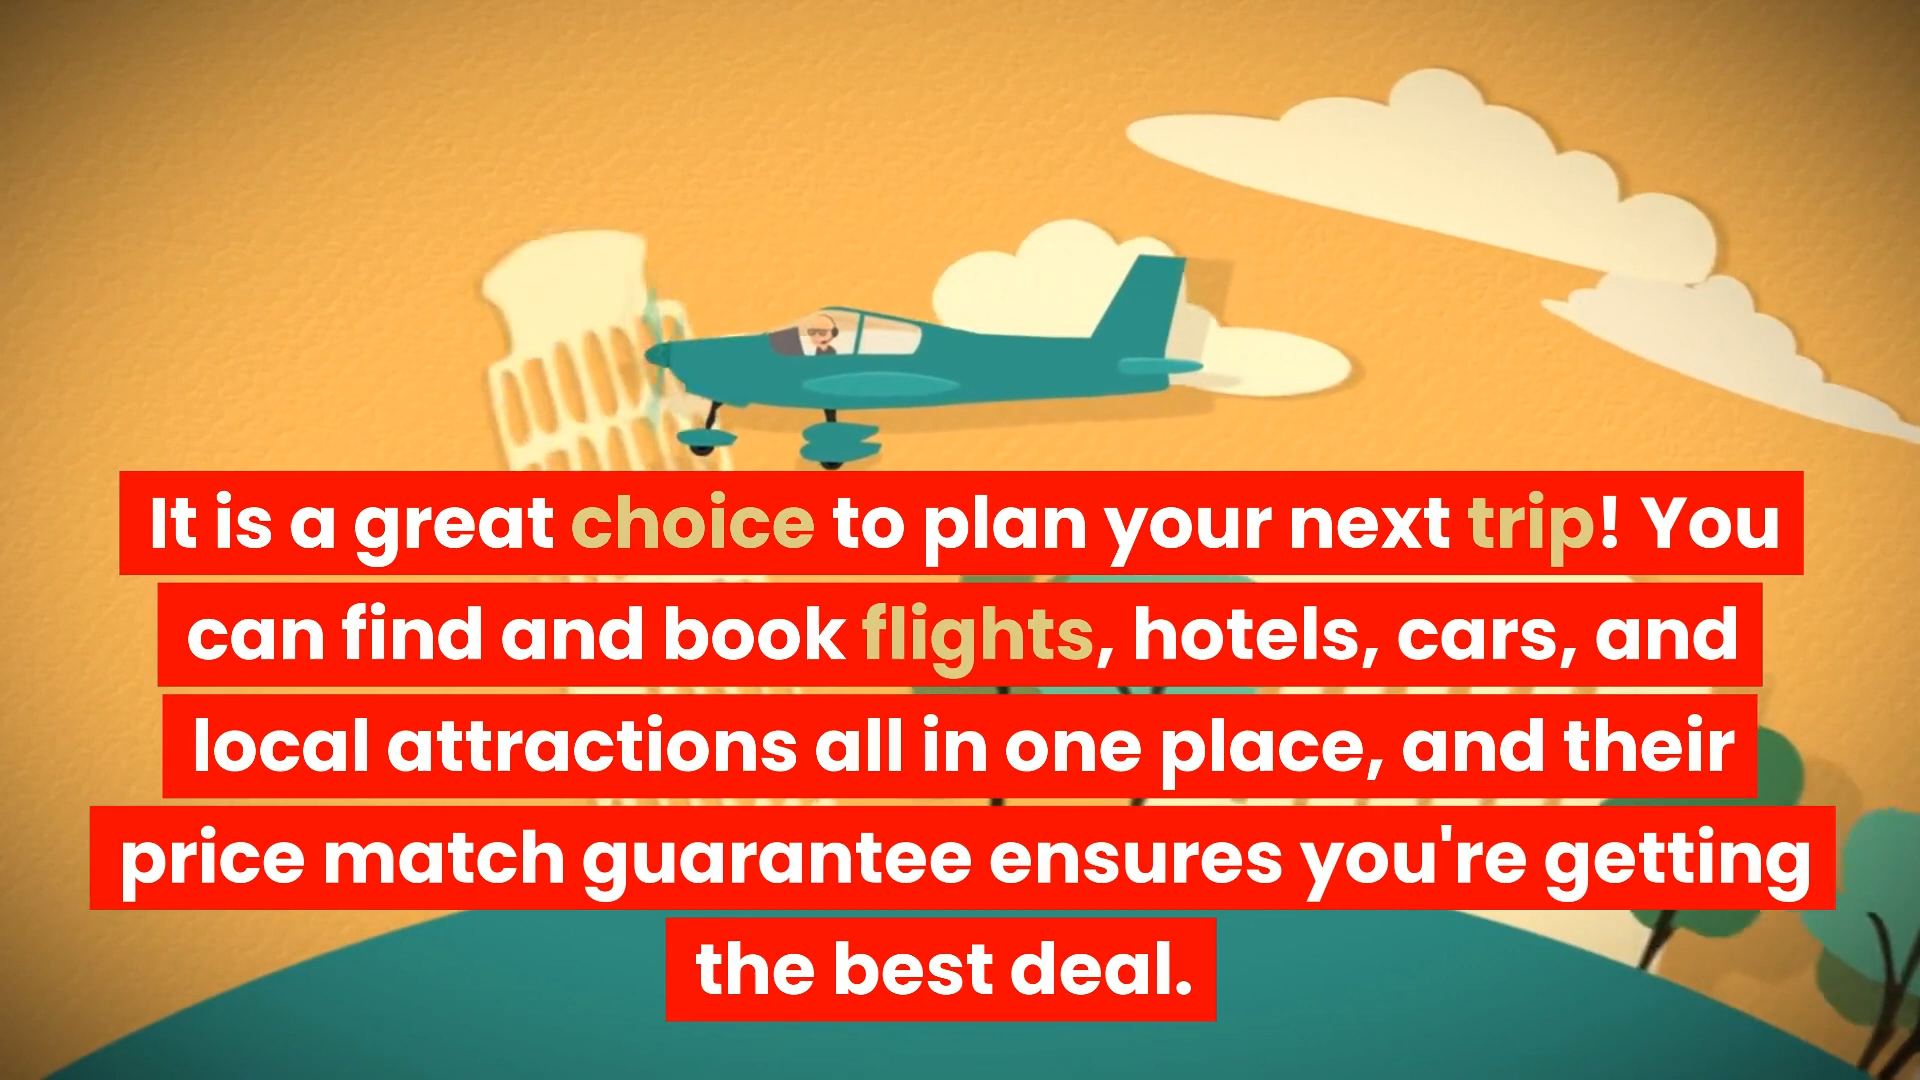 It is a great choice to plan your next trip! You
can find and book flights, hotels, cars, and
local attractions all in one place, and their
price match guarantee ensures you're getting
the best deal.